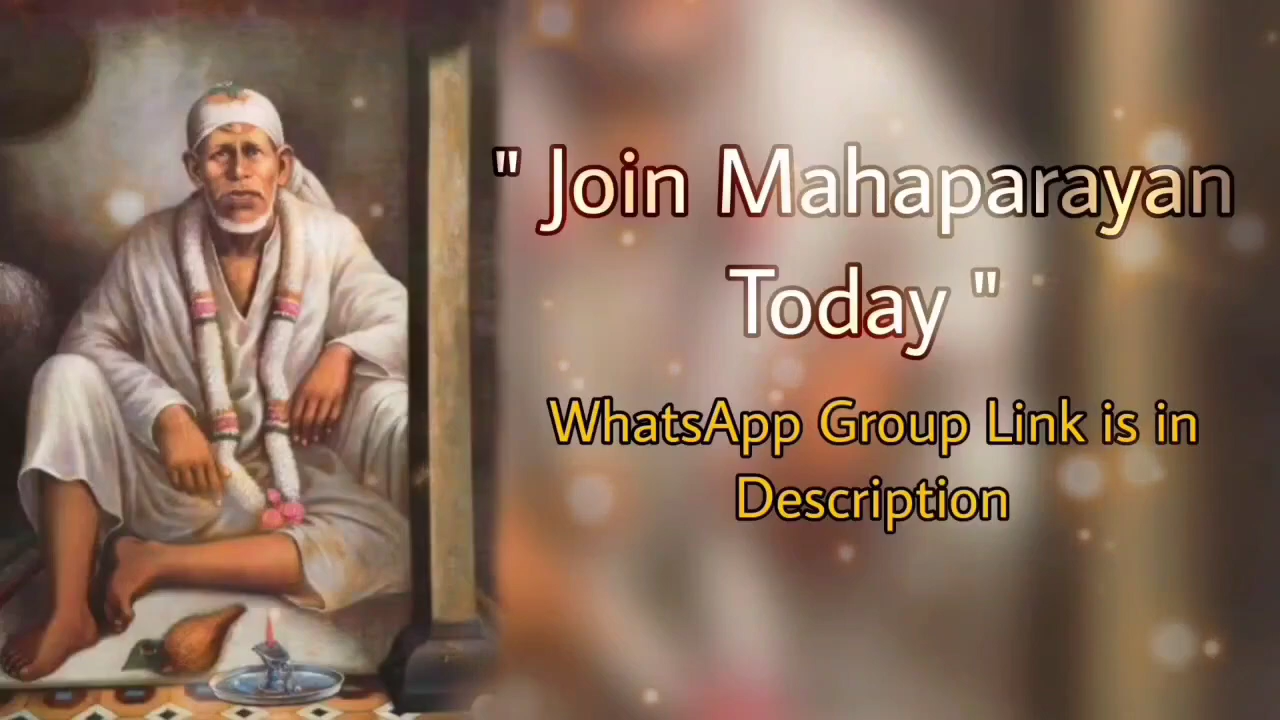 " Join Mahaparayan
Today "
WhatsApp Group Link is in
Description